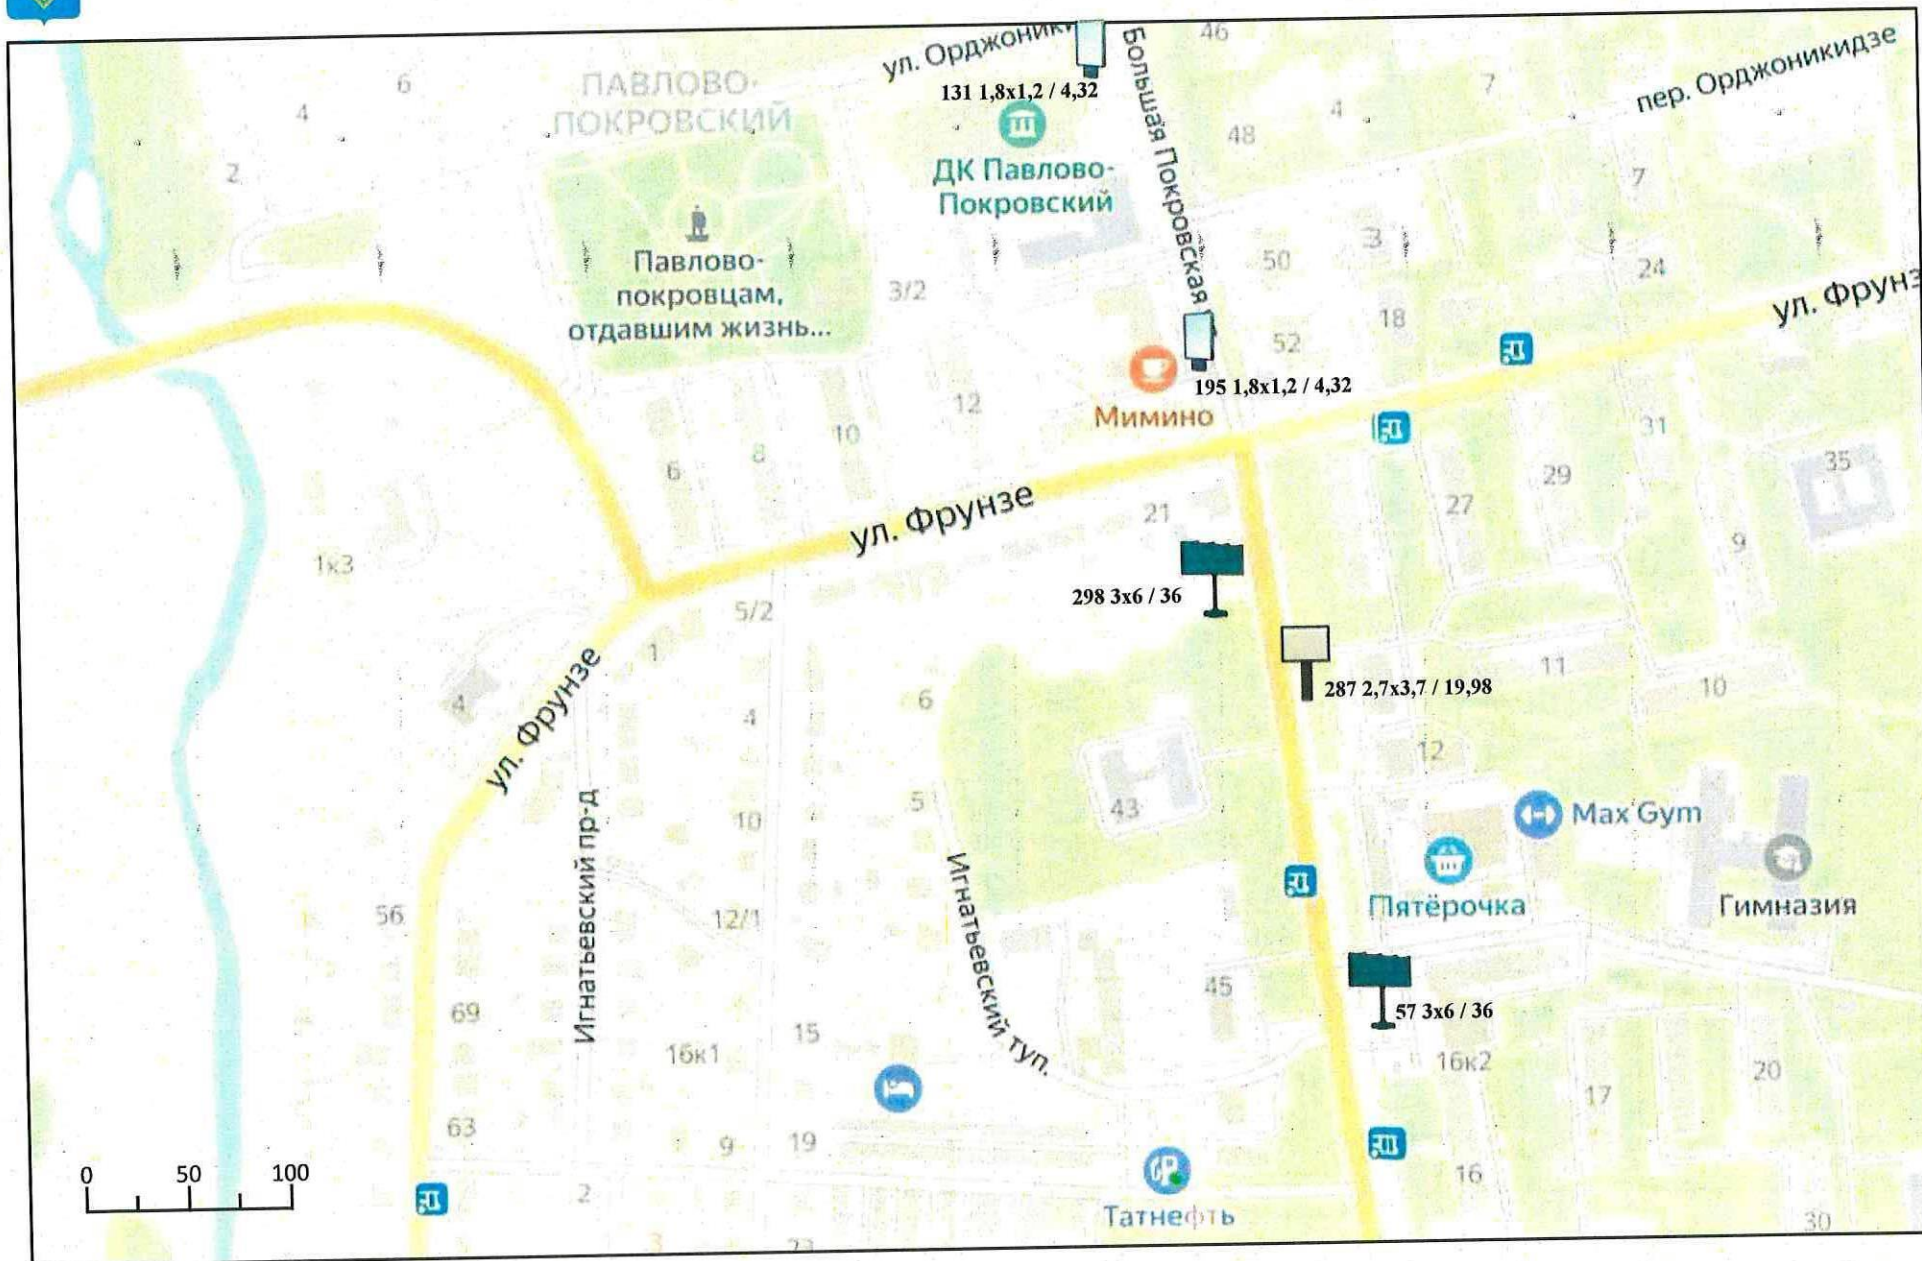 ул. Орджоник
46
пер. Орджоникидзе
6
4
ПАВЛОВО-
ПОКРОВСКИЙ
131 1,8х1,2 / 4,32
Большая Покровская
7
4
48
2
ДК Павлово-
Покровский
7
3
50
24
Павлово-
покровцам,
отдавшим жизнь...
3/2
ул. Фрунз
18
52
195 1,8х1,2 / 4,32
Мимино
12
10
8
6
31
35
29
27
ул. Фрунзе
21
9
1к3
298 3х6 / 36
5/2
1
11
10
287 2,7х3,7 / 19,98
ул. Фрунзе
4
4
6
12
5
43
10
Max Gym
Игнатьевский пр-д
Игнатьевский туп.
56
12/1
Пятёрочка
Гимназия
45
69
57 3х6 / 36
15
16к1
16к2
20
17
63
9
19
0 50 100
2
16
Татнефть
30
3